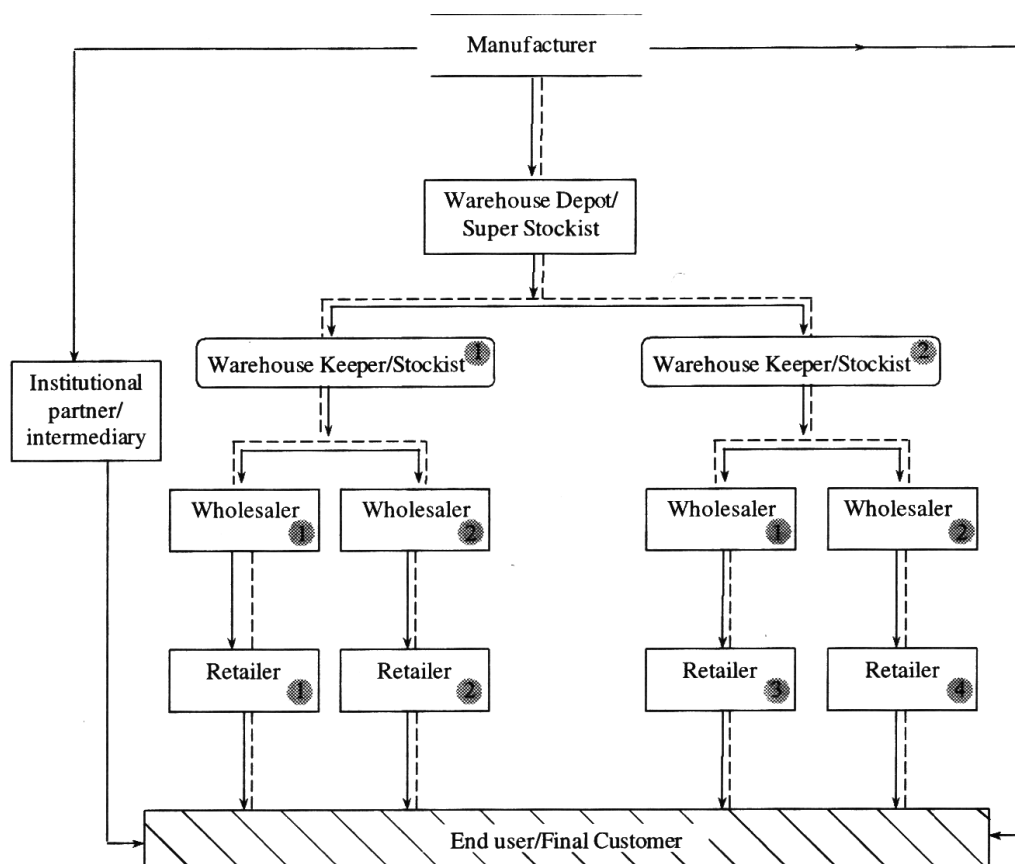 Manufacturer
Warehouse Depot/
Super Stockist
Warehouse Keeper/Stockist 1
Warehouse Keeper/Stockist 2
Institutional
partner/
intermediary
Wholesaler
1
Wholesaler
2
Wholesaler
1
Wholesaler
2
Retailer
1
Retailer
2
Retailer
3
Retailer
4
End user/Final Customer